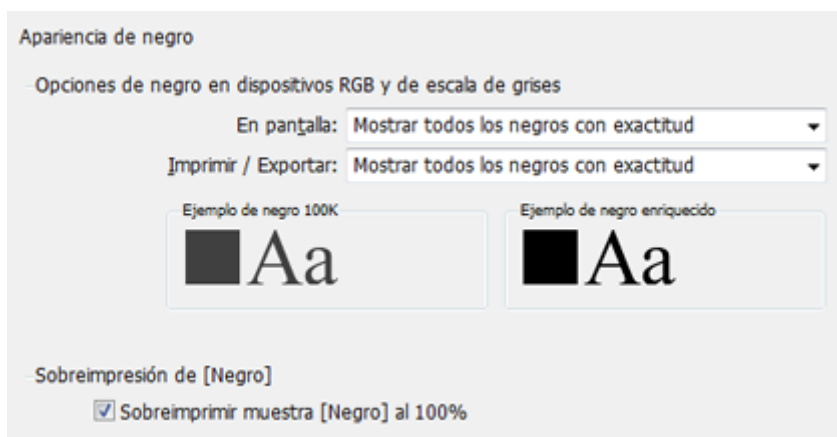 Apariencia de negro
Opciones de negro en dispositivos RGB y de escala de grises
En pantalla: Mostrar todos los negros con exactitud
Imprimir / Exportar: Mostrar todos los negros con exactitud
Ejemplo de negro 100K Ejemplo de negro enriquecido
Aa Aa
Sobreimpresión de [Negro]
Sobreimprimir muestra [Negro] al 100%